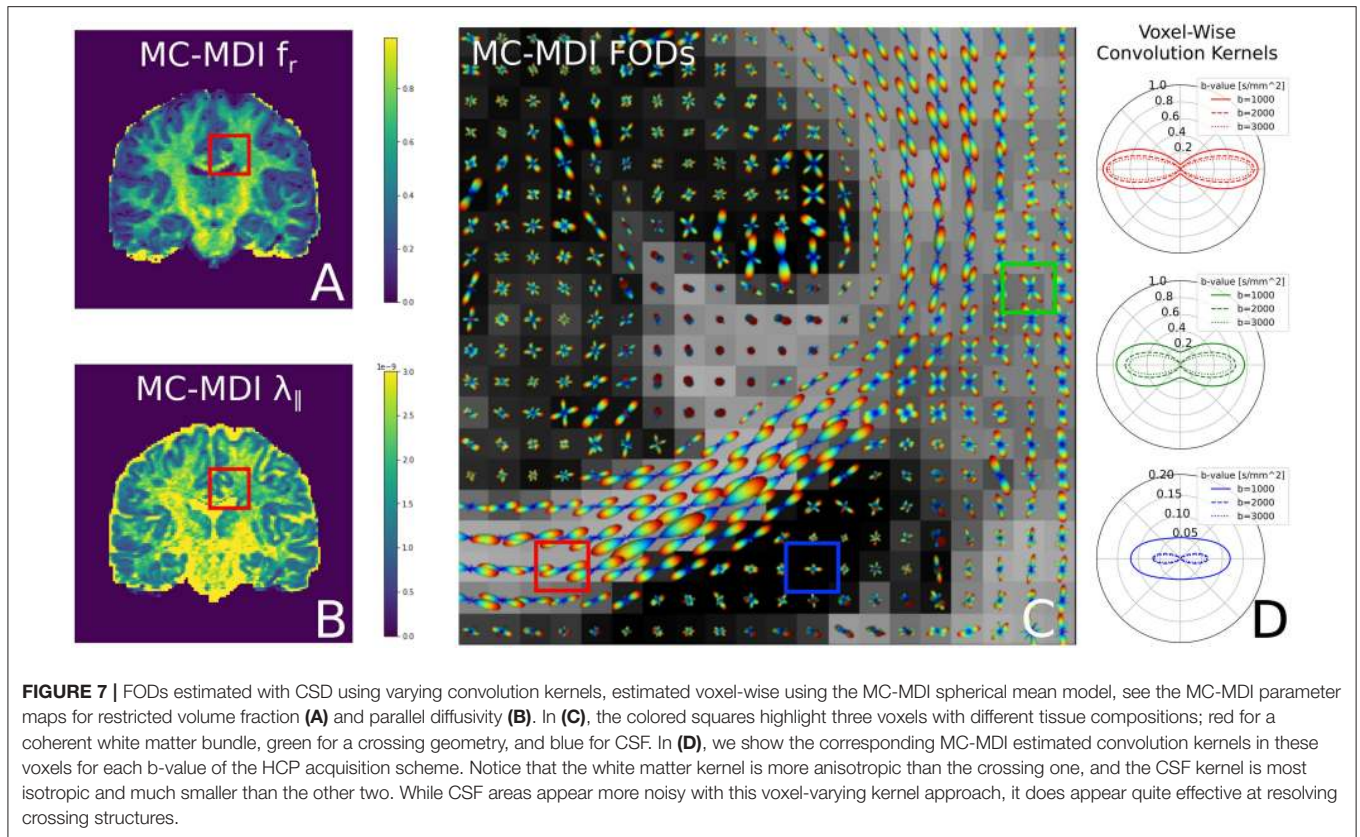 MC-MDI fr
0.8
0.6
0.4
0.2
0.0
A
1e−9
MC-MDI λ∥
3.0
2.5
2.0
1.5
1.0
0.5
0.0
B
MC-MDI FODs
C
Voxel-Wise
Convolution Kernels
b-value [s/mm^2]
b=1000
b=2000
b=3000
1.0
0.8
0.6
0.4
0.2
b-value [s/mm^2]
b=1000
b=2000
b=3000
1.0
0.8
0.6
0.4
0.2
b-value [s/mm^2]
b=1000
b=2000
b=3000
0.20
0.15
0.10
0.05
D
FIGURE 7 | FODs estimated with CSD using varying convolution kernels, estimated voxel-wise using the MC-MDI spherical mean model, see the MC-MDI parameter
maps for restricted volume fraction (A) and parallel diffusivity (B). In (C), the colored squares highlight three voxels with different tissue compositions; red for a
coherent white matter bundle, green for a crossing geometry, and blue for CSF. In (D), we show the corresponding MC-MDI estimated convolution kernels in these
voxels for each b-value of the HCP acquisition scheme. Notice that the white matter kernel is more anisotropic than the crossing one, and the CSF kernel is most
isotropic and much smaller than the other two. While CSF areas appear more noisy with this voxel-varying kernel approach, it does appear quite effective at resolving
crossing structures.